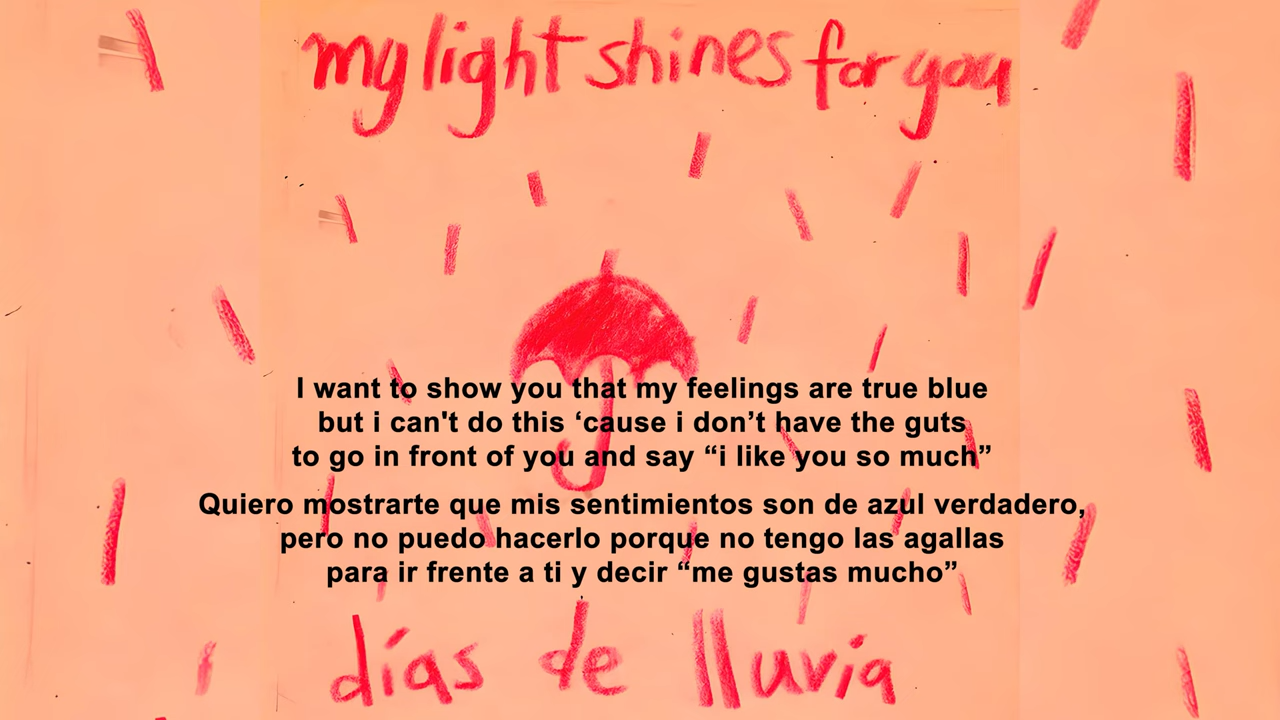 my light shines for you
I want to show you that my feelings are true blue
but i can't do this ‘cause i don’t have the guts
to go in front of you and say “i like you so much”
Quiero mostrarte que mis sentimientos son de azul verdadero,
pero no puedo hacerlo porque no tengo las agallas
para ir frente a ti y decir “me gustas mucho”
días de lluvia